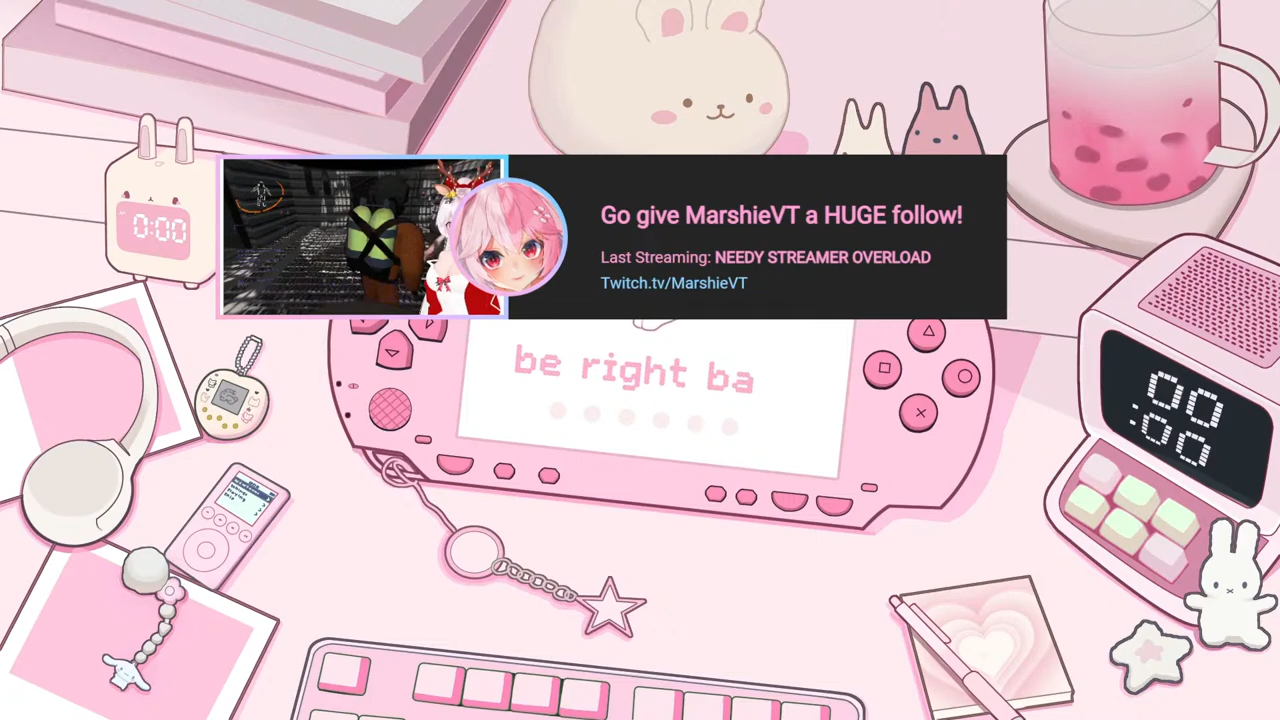 0:00
Go give MarshieVT a HUGE follow!
Last Streaming: NEEDY STREAMER OVERLOAD
Twitch.tv/MarshieVT
be right ba
00
:00